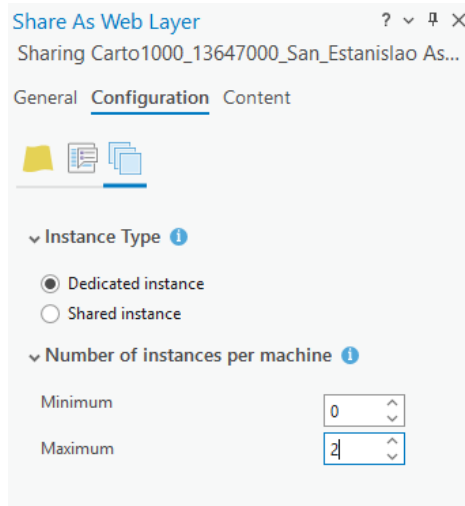 Share As Web Layer ?
Sharing Carto1000_13647000_San_Estanislao As...
General Configuration Content
Instance Type
Dedicated instance
Shared instance
Number of instances per machine
Minimum 0
Maximum 2